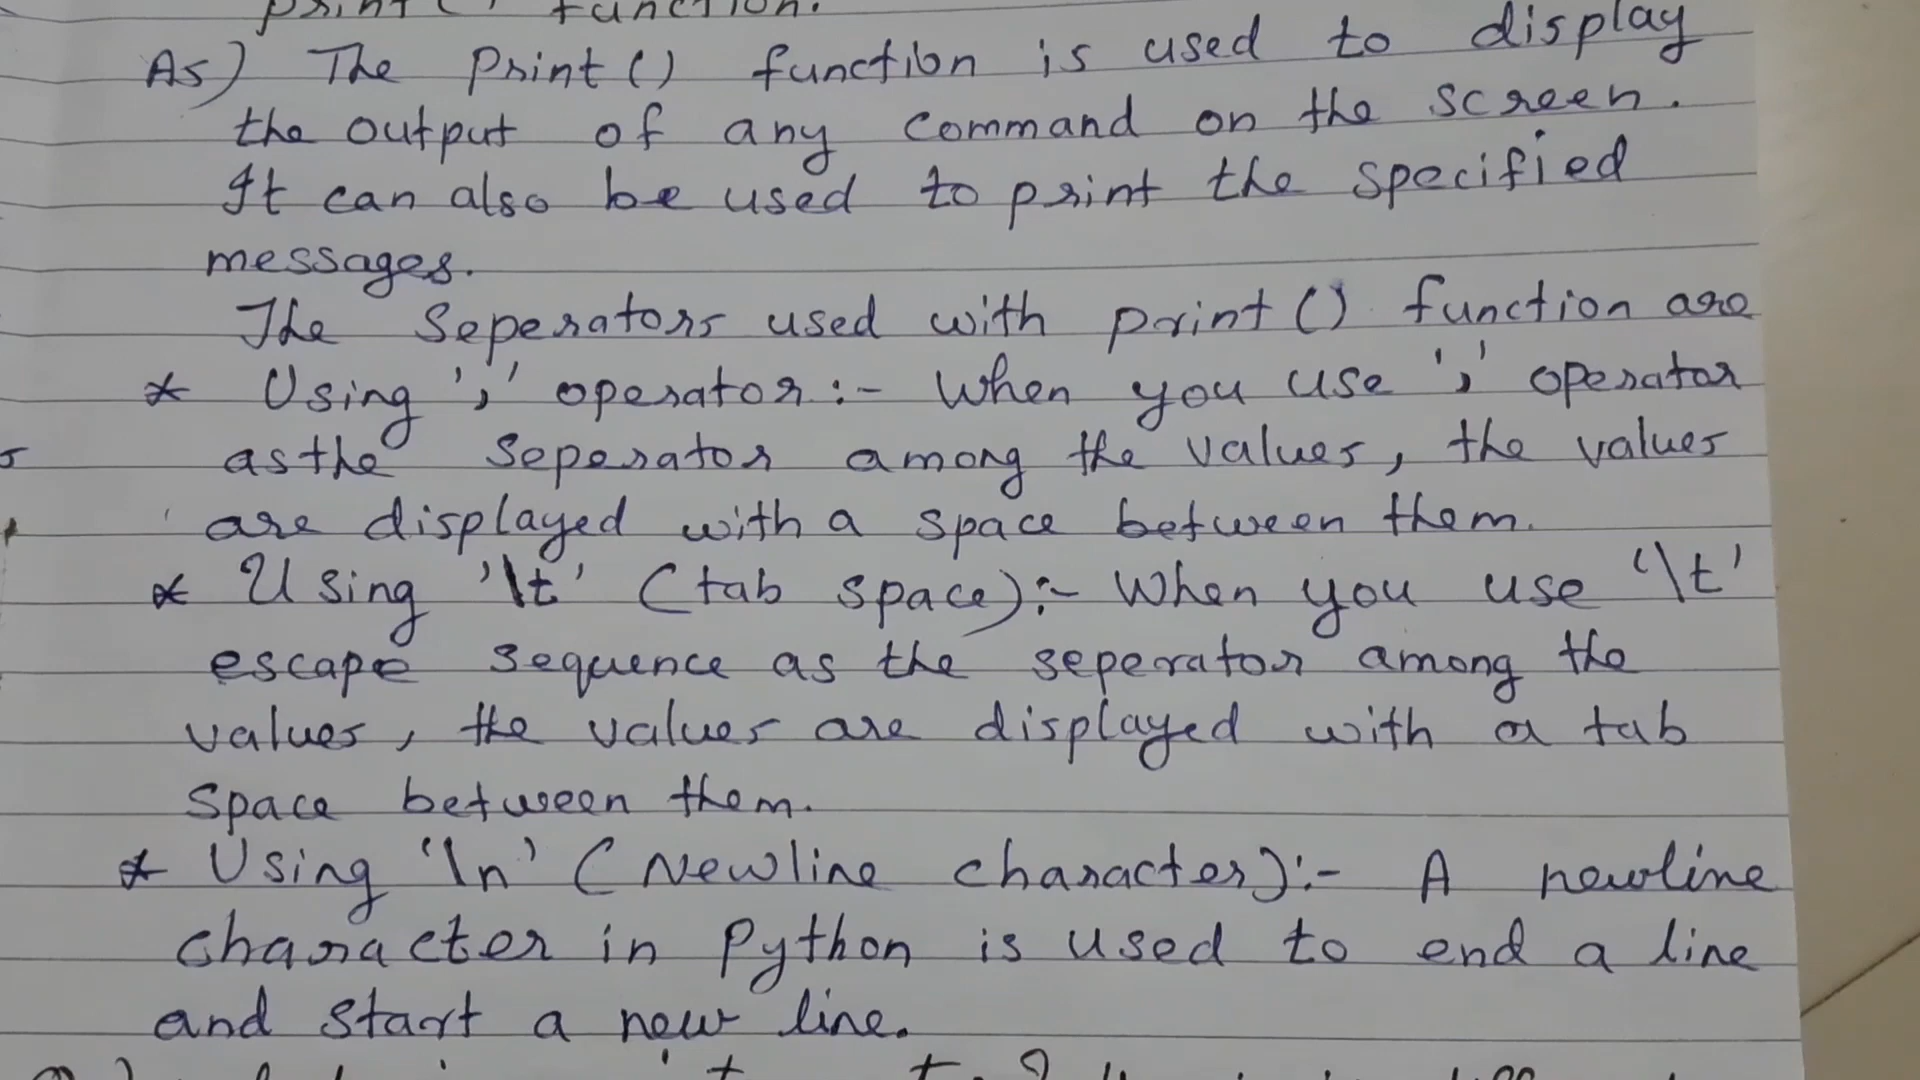 print() function.
As) The print() function is used to display
the output of any command on the screen.
It can also be used to print the specified
messages.
The Seperators used with print() function are
* Using ',' operator :- When you use ',' operator
as the seperator among the values, the values
are displayed with a space between them.
* Using '\t' (tab space):- When you use '\t'
escape sequence as the seperator among the
values, the values are displayed with a tab
space between them.
* Using '\n' (Newline character):- A newline
character in Python is used to end a line
and start a new line.